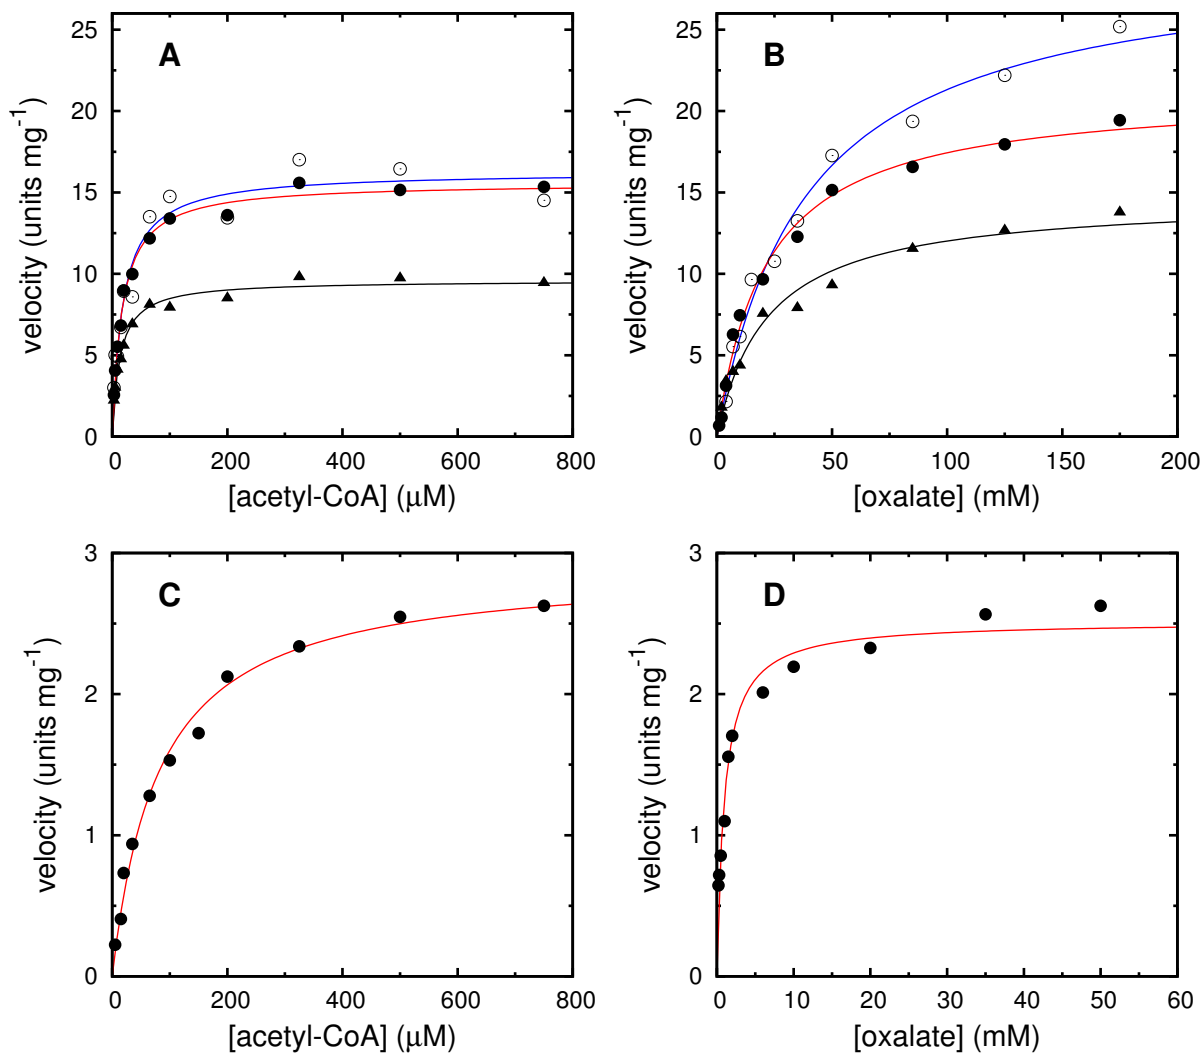 A
velocity (units mg⁻¹)
25
20
15
10
5
0
0 200 400 600 800
[acetyl-CoA] (μM)
B
velocity (units mg⁻¹)
25
20
15
10
5
0
0 50 100 150 200
[oxalate] (mM)
C
velocity (units mg⁻¹)
3
2
1
0
0 200 400 600 800
[acetyl-CoA] (μM)
D
velocity (units mg⁻¹)
3
2
1
0
0 10 20 30 40 50 60
[oxalate] (mM)